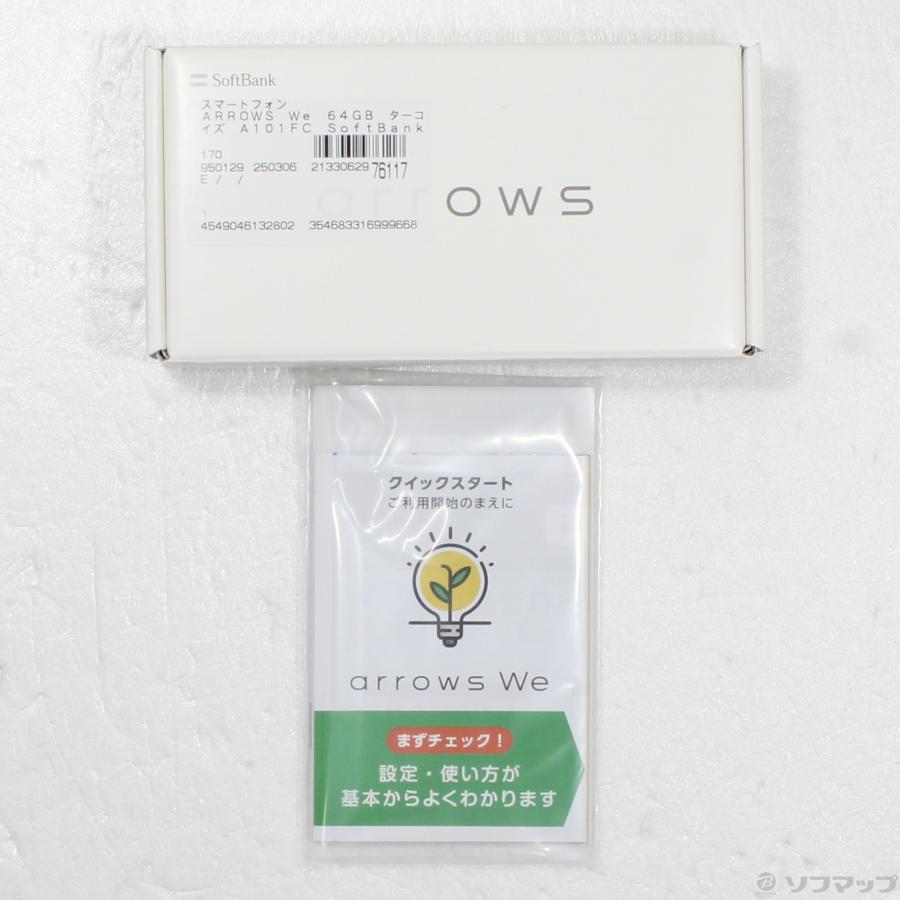 SoftBank
スマートフォン
ARROWS We 64GB ターコ
イズ A101FC SoftBank
170
950129 250306 2133062976117
E / /
arrows
1
4549046132802 354683316999668
クイックスタート
ご利用開始のまえに
arrows We
まずチェック!
設定・使い方が
基本からよくわかります
ソフマップ